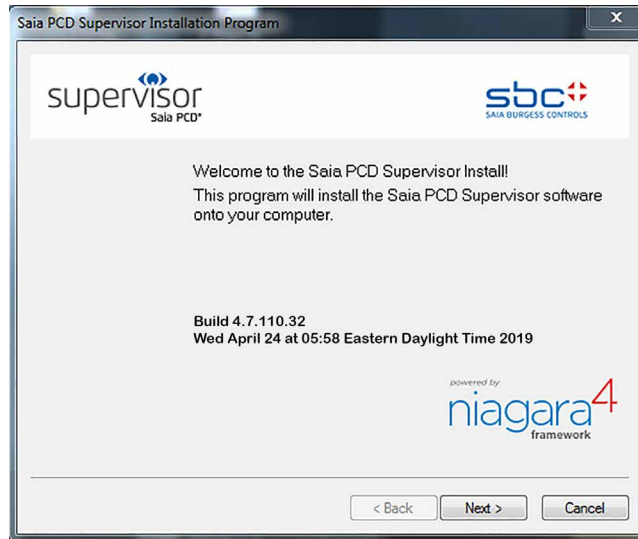 Saia PCD Supervisor Installation Program
x
supervisor
Saia PCD®
sbc
SAIA BURGESS CONTROLS
Welcome to the Saia PCD Supervisor Install!
This program will install the Saia PCD Supervisor software
onto your computer.
Build 4.7.110.32
Wed April 24 at 05:58 Eastern Daylight Time 2019
powered by
niagara4
framework
< Back
Next >
Cancel